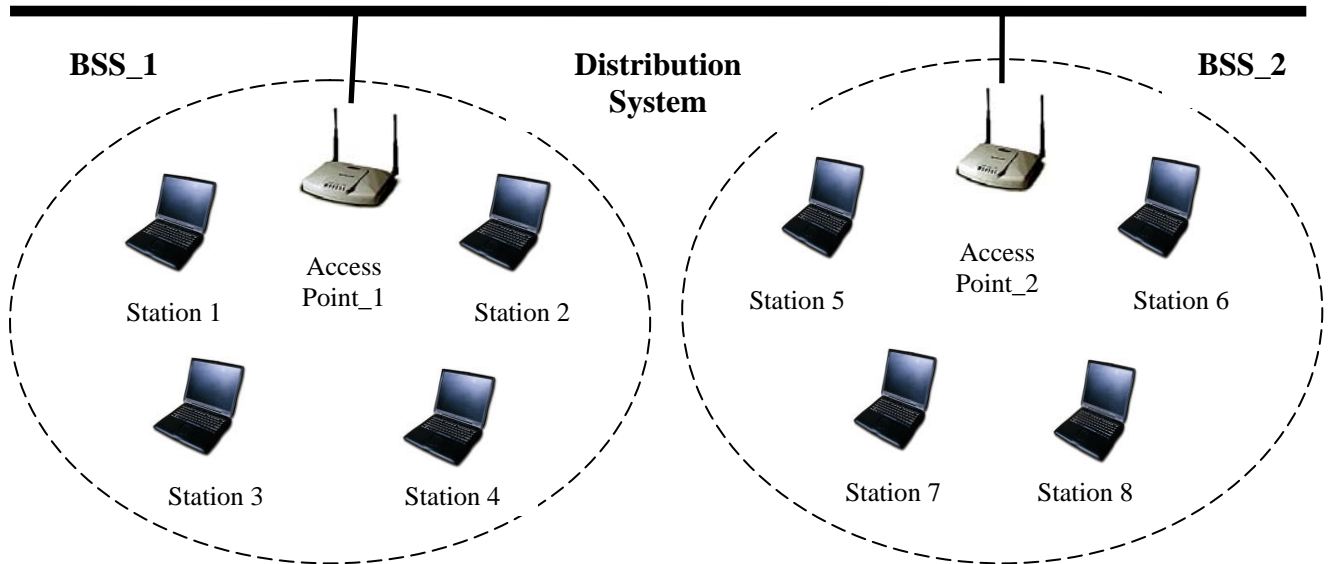 BSS_1
Distribution
System
BSS_2
Access
Point_1
Station 1
Station 2
Station 3
Station 4
Access
Point_2
Station 5
Station 6
Station 7
Station 8